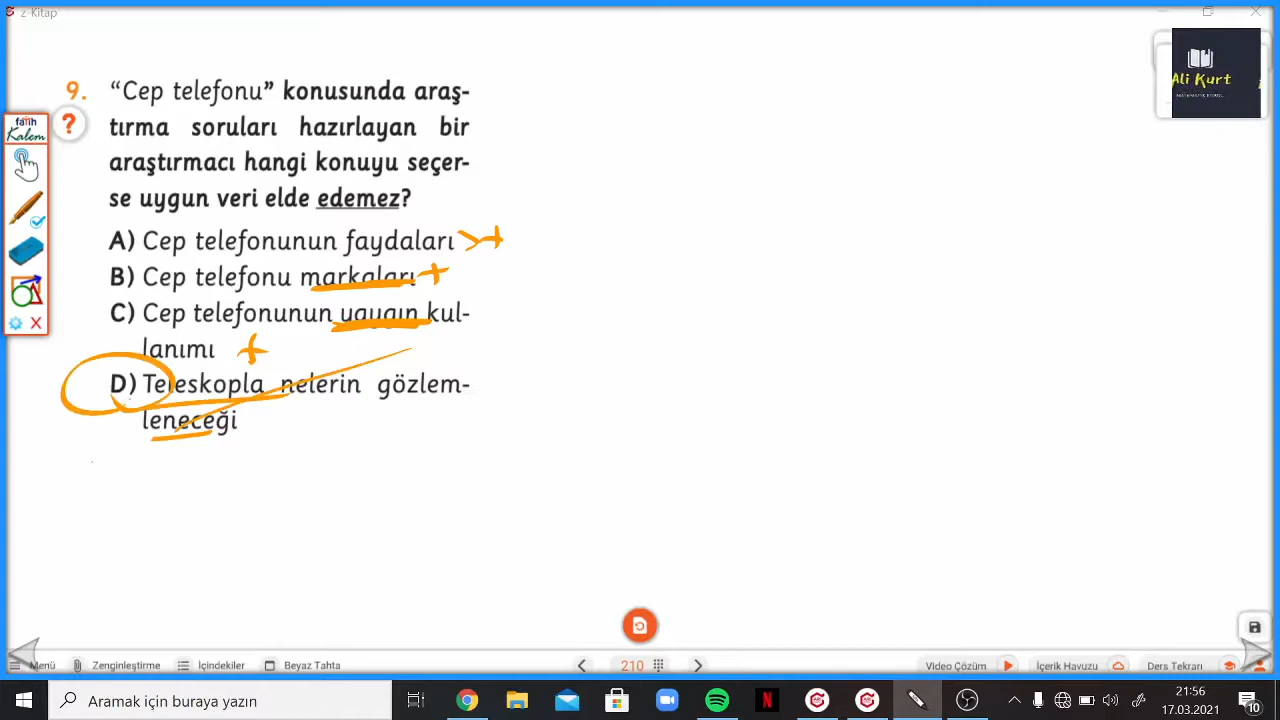 z-Kitap
Ali Kurt
9. “Cep telefonu” konusunda araş-
tırma soruları hazırlayan bir
araştırmacı hangi konuyu seçer-
se uygun veri elde edemez?
A) Cep telefonunun faydaları
B) Cep telefonu markaları
C) Cep telefonunun yaygın kul-
lanımı
D) Teleskopla nelerin gözlem-
leneceği
fatih
Kalem
?
Menü Zenginleştirme İçindekiler Beyaz Tahta 210 Video Çözüm İçerik Havuzu Ders Tekrarı
Aramak için buraya yazın
21:56
17.03.2021
10